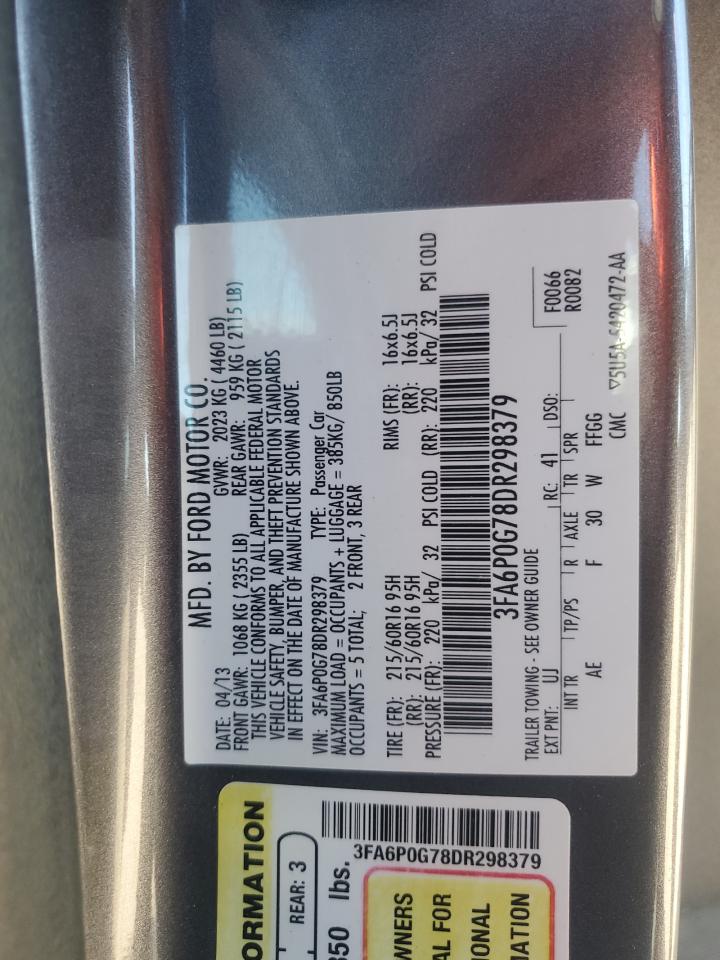 MFD. BY FORD MOTOR CO.
DATE: 04/13 GVWR: 2023 KG ( 4460 LB)
FRONT GAWR: 1068 KG ( 2355 LB) REAR GAWR: 959 KG ( 2115 LB)
THIS VEHICLE CONFORMS TO ALL APPLICABLE FEDERAL MOTOR
VEHICLE SAFETY, BUMPER, AND THEFT PREVENTION STANDARDS
IN EFFECT ON THE DATE OF MANUFACTURE SHOWN ABOVE.
VIN: 3FA6P0G78DR298379 TYPE: Passenger Car
MAXIMUM LOAD = OCCUPANTS + LUGGAGE = 385KG/ 850LB
OCCUPANTS = 5 TOTAL; 2 FRONT, 3 REAR
TIRE (FR): 215/60R16 95H RIMS (FR): 16x6.5J
(RR): 215/60R16 95H (RR): 16x6.5J
PRESSURE (FR): 220 kPa/ 32 PSI COLD (RR): 220 kPa/ 32 PSI COLD
3FA6P0G78DR298379
TRAILER TOWING - SEE OWNER GUIDE F0066
EXT PNT: UJ RC: 41 DSO: R0082
INT TR TP/PS R AXLE TR SPR
AE F 30 W FFGG
CMC ▽5U5A-
ORMATION
REAR: 3
350 lbs.
3FA6P0G78DR298379
WNERS
AL FOR
IONAL
MATION